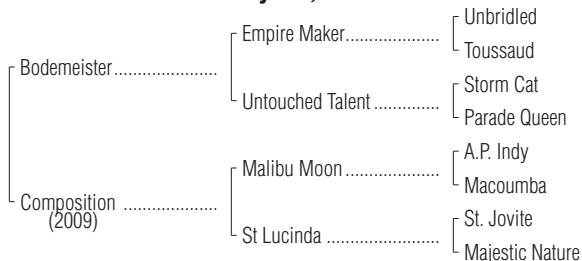 Unbridled
Empire Maker...................
Toussaud
Bodemeister.....................
Storm Cat
Untouched Talent ..............
Parade Queen
A.P. Indy
Malibu Moon ....................
Macoumba
Composition ...................
(2009)
St. Jovite
St Lucinda .......................
Majestic Nature